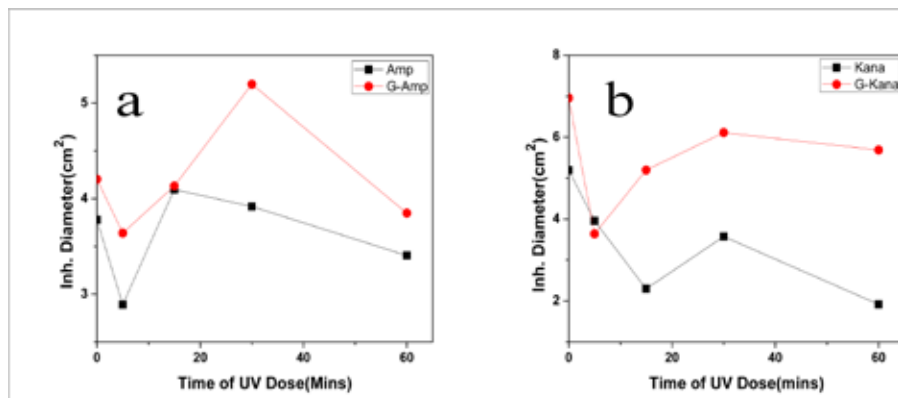 a
Amp
G-Amp
5
4
3
Inh. Diameter(cm²)
0 20 40 60
Time of UV Dose(Mins)
b
Kana
G-Kana
8
6
4
2
Inh. Diameter(cm²)
0 20 40 60
Time of UV Dose(mins)